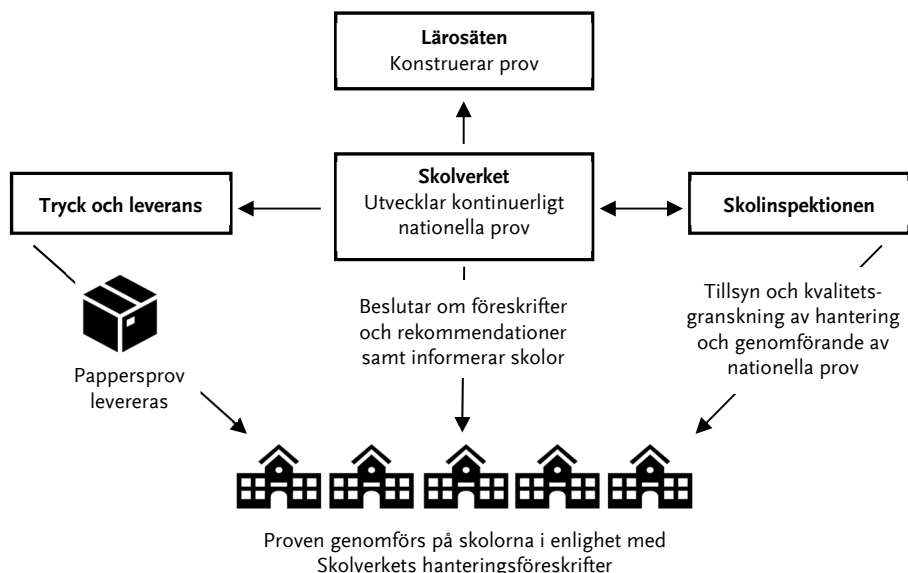 Lärosäten
Konstruerar prov
Skolverket
Utvecklar kontinuerligt
nationella prov
Tryck och leverans
Skolinspektionen
Beslutar om föreskrifter
och rekommendationer
samt informerar skolor
Tillsyn och kvalitets-
granskning av hantering
och genomförande av
nationella prov
Pappersprov
levereras
Proven genomförs på skolorna i enlighet med
Skolverkets hanteringsföreskrifter